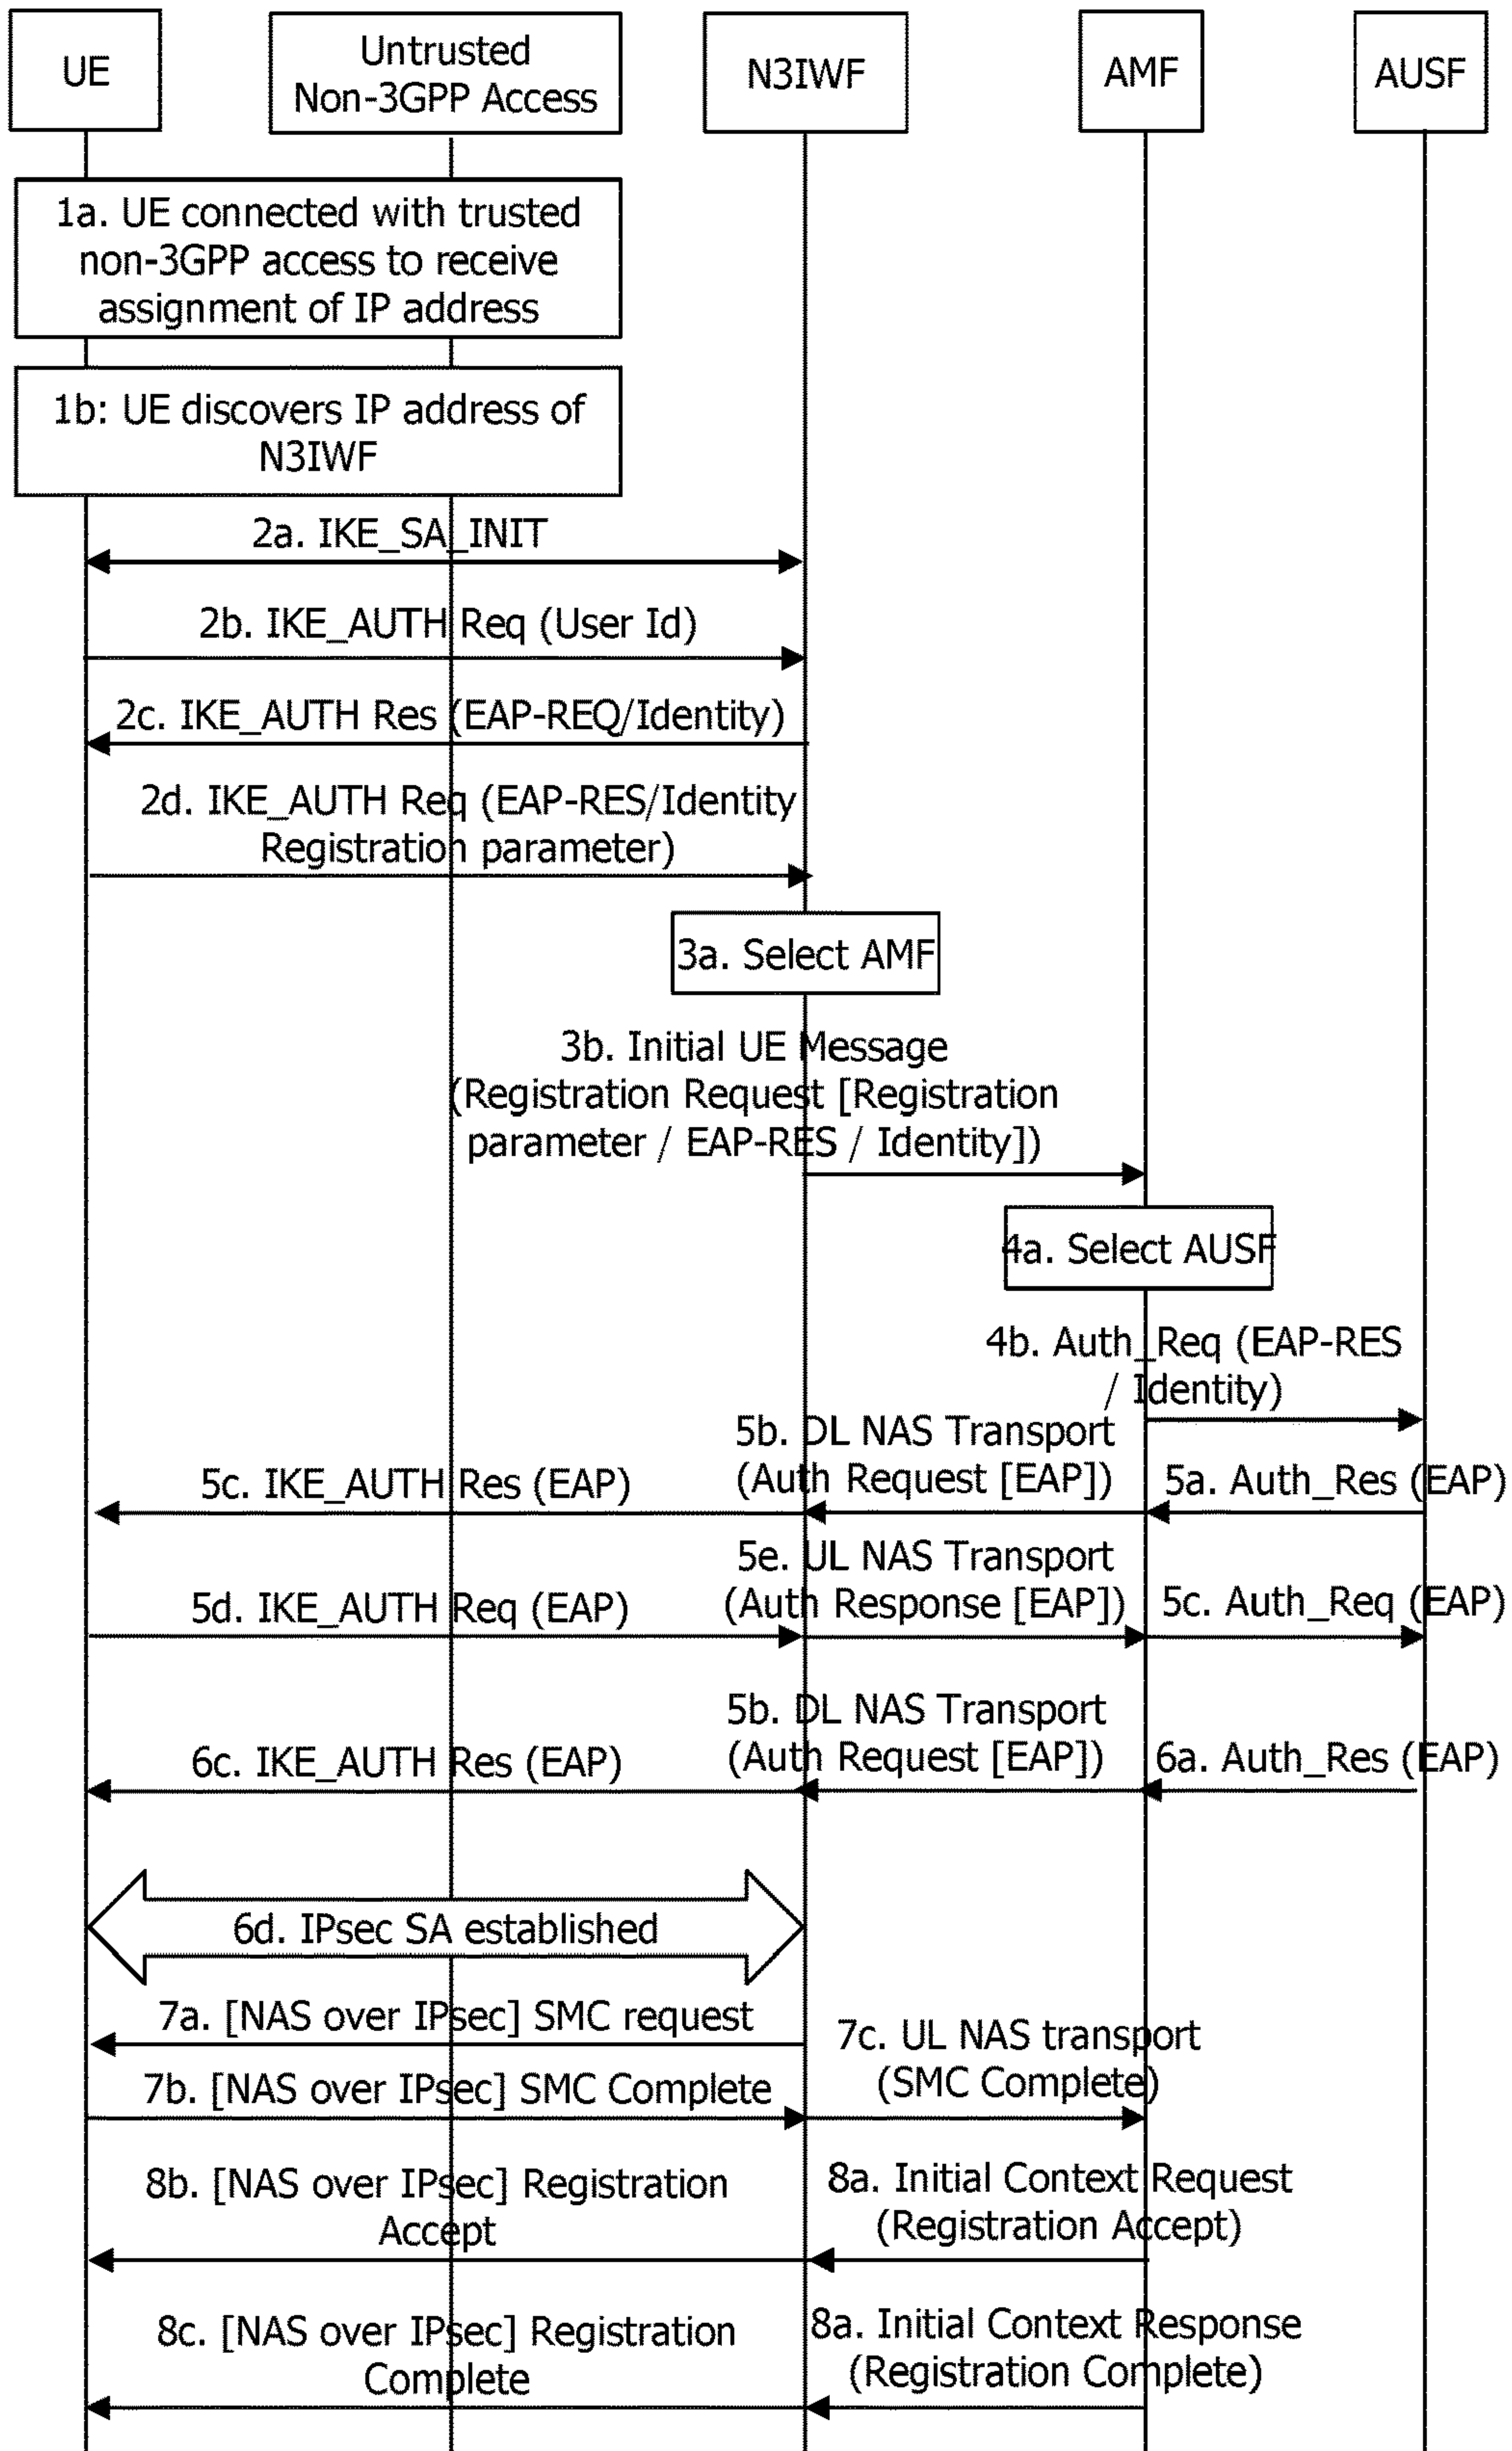 UE
Untrusted
Non-3GPP Access
N3IWF
AMF
AUSF
1a. UE connected with trusted
non-3GPP access to receive
assignment of IP address
1b: UE discovers IP address of
N3IWF
2a. IKE_SA_INIT
2b. IKE_AUTH Req (User Id)
2c. IKE_AUTH Res (EAP-REQ/Identity)
2d. IKE_AUTH Req (EAP-RES/Identity
Registration parameter)
3a. Select AMF
3b. Initial UE Message
(Registration Request [Registration
parameter / EAP-RES / Identity])
4a. Select AUSF
4b. Auth_Req (EAP-RES
/ Identity)
5c. IKE_AUTH Res (EAP)
5b. DL NAS Transport
(Auth Request [EAP])
5a. Auth_Res (EAP)
5d. IKE_AUTH Req (EAP)
5e. UL NAS Transport
(Auth Response [EAP])
5c. Auth_Req (EAP)
6c. IKE_AUTH Res (EAP)
5b. DL NAS Transport
(Auth Request [EAP])
6a. Auth_Res (EAP)
6d. IPsec SA established
7a. [NAS over IPsec] SMC request
7b. [NAS over IPsec] SMC Complete
7c. UL NAS transport
(SMC Complete)
8b. [NAS over IPsec] Registration
Accept
8a. Initial Context Request
(Registration Accept)
8c. [NAS over IPsec] Registration
Complete
8a. Initial Context Response
(Registration Complete)